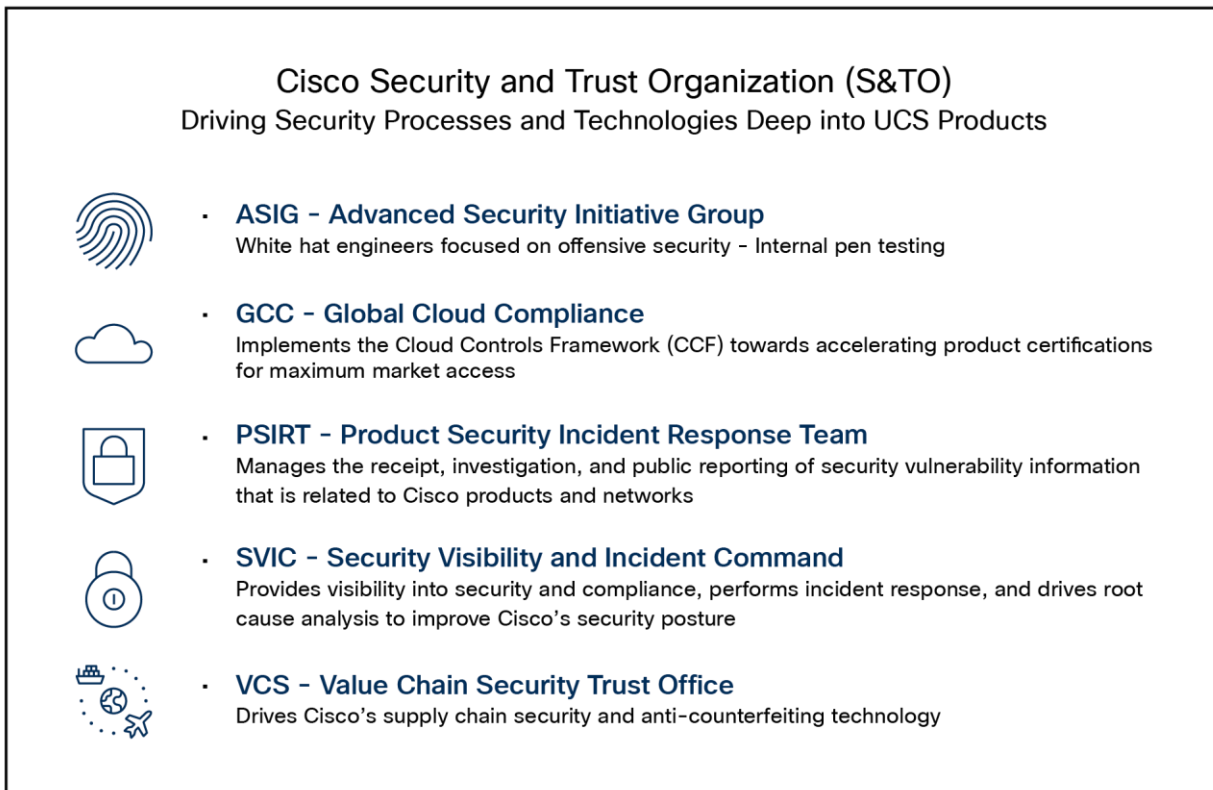 Cisco Security and Trust Organization (S&TO)
Driving Security Processes and Technologies Deep into UCS Products
▪ ASIG - Advanced Security Initiative Group
White hat engineers focused on offensive security - Internal pen testing
▪ GCC - Global Cloud Compliance
Implements the Cloud Controls Framework (CCF) towards accelerating product certifications
for maximum market access
▪ PSIRT - Product Security Incident Response Team
Manages the receipt, investigation, and public reporting of security vulnerability information
that is related to Cisco products and networks
▪ SVIC - Security Visibility and Incident Command
Provides visibility into security and compliance, performs incident response, and drives root
cause analysis to improve Cisco's security posture
▪ VCS - Value Chain Security Trust Office
Drives Cisco's supply chain security and anti-counterfeiting technology